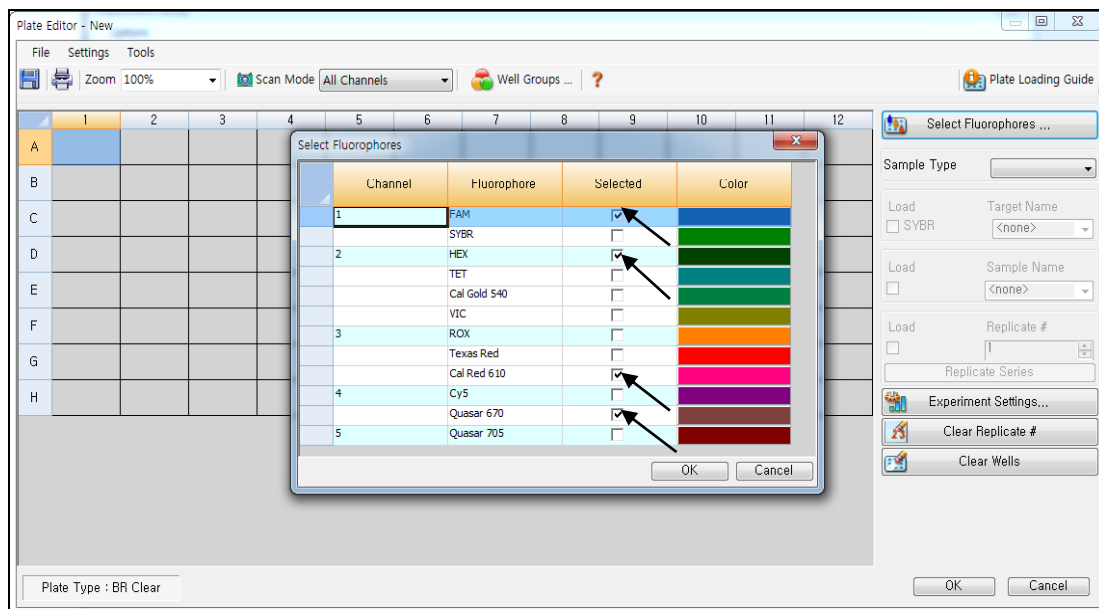 Plate Editor - New
File Settings Tools
Zoom 100% Scan Mode All Channels Well Groups ... ? Plate Loading Guide
1 2 3 4 5 6 7 8 9 10 11 12
A
B
C
D
E
F
G
H
Select Fluorophores
Channel Fluorophore Selected Color
1 FAM
SYBR
2 HEX
TET
Cal Gold 540
VIC
3 ROX
Texas Red
Cal Red 610
4 Cy5
Quasar 670
5 Quasar 705
OK Cancel
Select Fluorophores ...
Sample Type
Load Target Name
SYBR <none>
Load Sample Name
<none>
Load Replicate #
1
Replicate Series
Experiment Settings...
Clear Replicate #
Clear Wells
Plate Type : BR Clear
OK Cancel